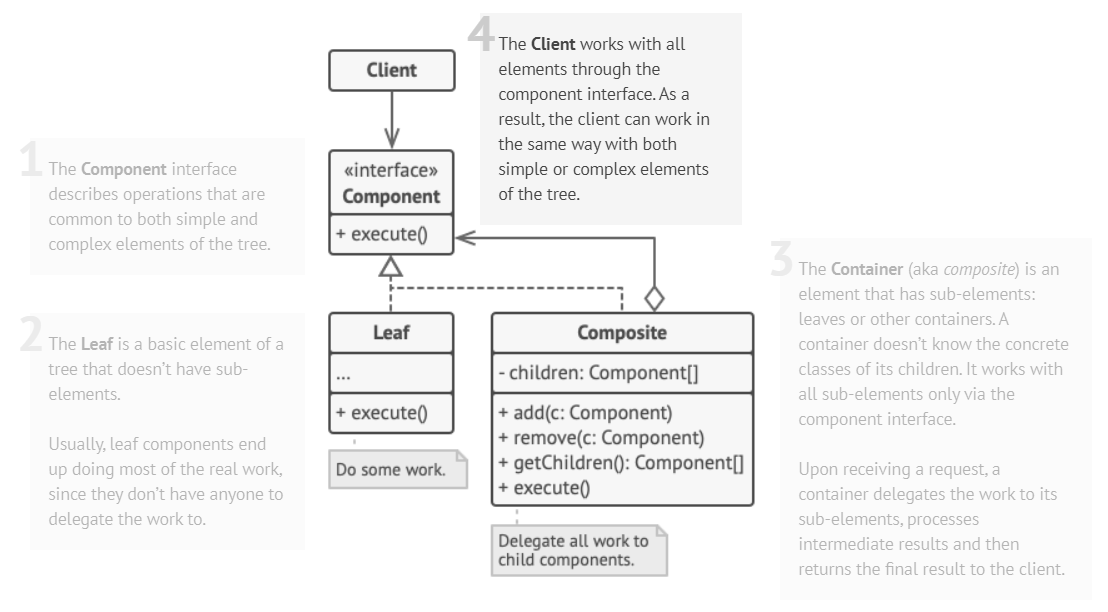 4
The Client works with all
elements through the
component interface. As a
result, the client can work in
the same way with both
simple or complex elements
of the tree.
Client
«interface»
Component
+ execute()
1
The Component interface
describes operations that are
common to both simple and
complex elements of the tree.
2
The Leaf is a basic element of a
tree that doesn't have sub-
elements.
Usually, leaf components end
up doing most of the real work,
since they don't have anyone to
delegate the work to.
Leaf
...
+ execute()
Do some work.
Composite
- children: Component[]
+ add(c: Component)
+ remove(c: Component)
+ getChildren(): Component[]
+ execute()
Delegate all work to
child components.
3
The Container (aka composite) is an
element that has sub-elements:
leaves or other containers. A
container doesn't know the concrete
classes of its children. It works with
all sub-elements only via the
component interface.
Upon receiving a request, a
container delegates the work to its
sub-elements, processes
intermediate results and then
returns the final result to the client.